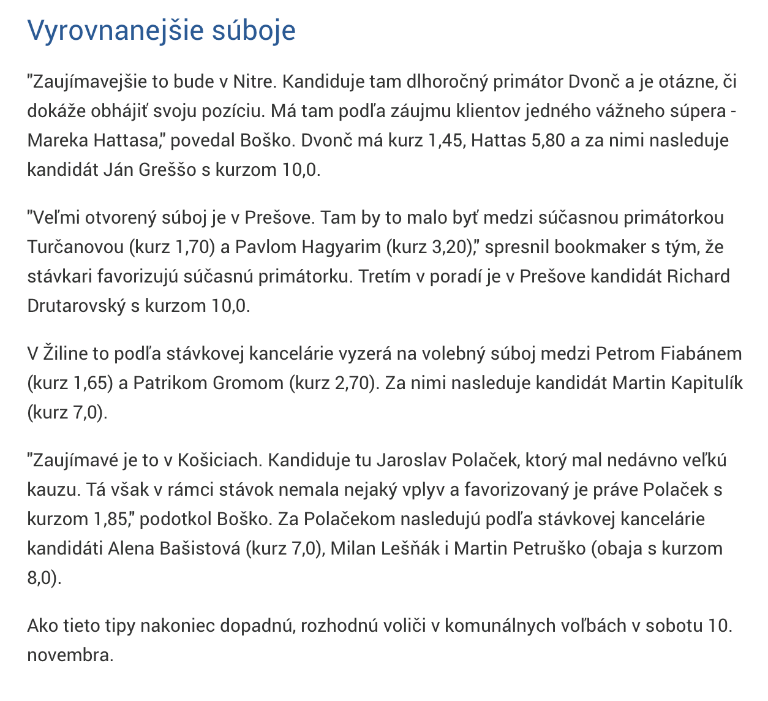 Vyrovnanejšie súboje
"Zaujímavejšie to bude v Nitre. Kandiduje tam dlhoročný primátor Dvonč a je otázne, či
dokáže obhájiť svoju pozíciu. Má tam podľa záujmu klientov jedného vážneho súpera -
Mareka Hattasa," povedal Boško. Dvonč má kurz 1,45, Hattas 5,80 a za nimi nasleduje
kandidát Ján Greššo s kurzom 10,0.
"Veľmi otvorený súboj je v Prešove. Tam by to malo byť medzi súčasnou primátorkou
Turčanovou (kurz 1,70) a Pavlom Hagyarim (kurz 3,20)," spresnil bookmaker s tým, že
stávkari favorizujú súčasnú primátorku. Tretím v poradí je v Prešove kandidát Richard
Drutarovský s kurzom 10,0.
V Žiline to podľa stávkovej kancelárie vyzerá na volebný súboj medzi Petrom Fiabánem
(kurz 1,65) a Patrikom Gromom (kurz 2,70). Za nimi nasleduje kandidát Martin Kapitulík
(kurz 7,0).
"Zaujímavé je to v Košiciach. Kandiduje tu Jaroslav Polaček, ktorý mal nedávno veľkú
kauzu. Tá však v rámci stávok nemala nejaký vplyv a favorizovaný je práve Polaček s
kurzom 1,85," podotkol Boško. Za Polačekom nasledujú podľa stávkovej kancelárie
kandidáti Alena Bašistová (kurz 7,0), Milan Lešňák i Martin Petruško (obaja s kurzom
8,0).
Ako tieto tipy nakoniec dopadnú, rozhodnú voliči v komunálnych voľbách v sobotu 10.
novembra.